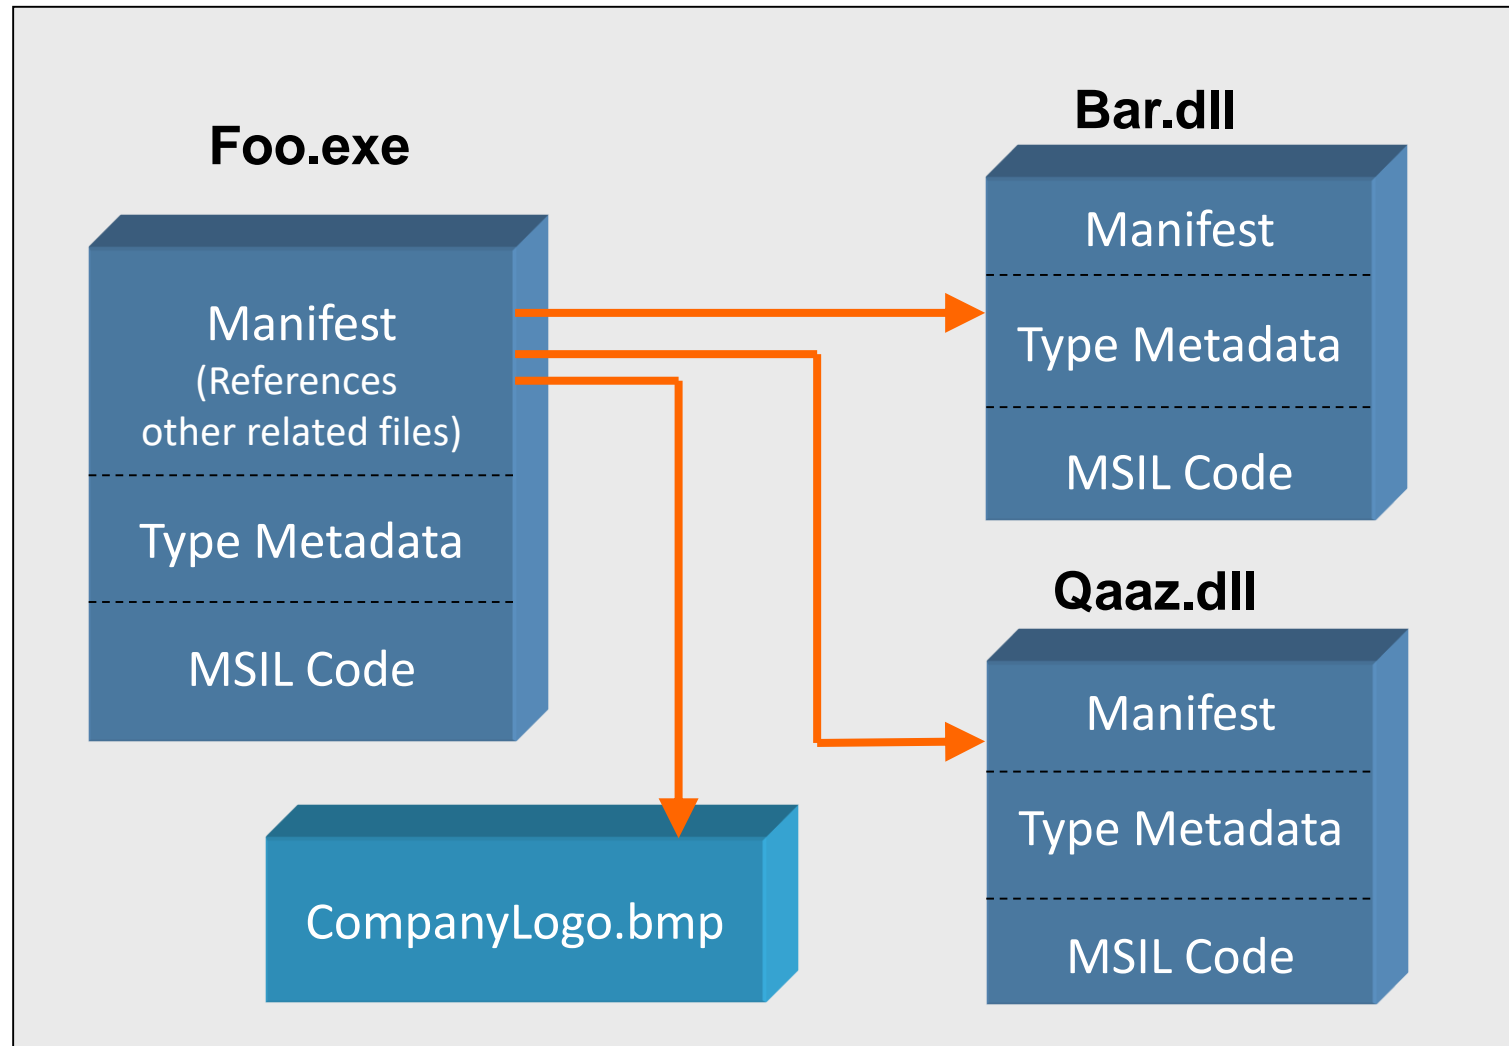 Foo.exe
Manifest
(References
other related files)
Type Metadata
MSIL Code
Bar.dll
Manifest
Type Metadata
MSIL Code
Qaaz.dll
Manifest
Type Metadata
MSIL Code
CompanyLogo.bmp